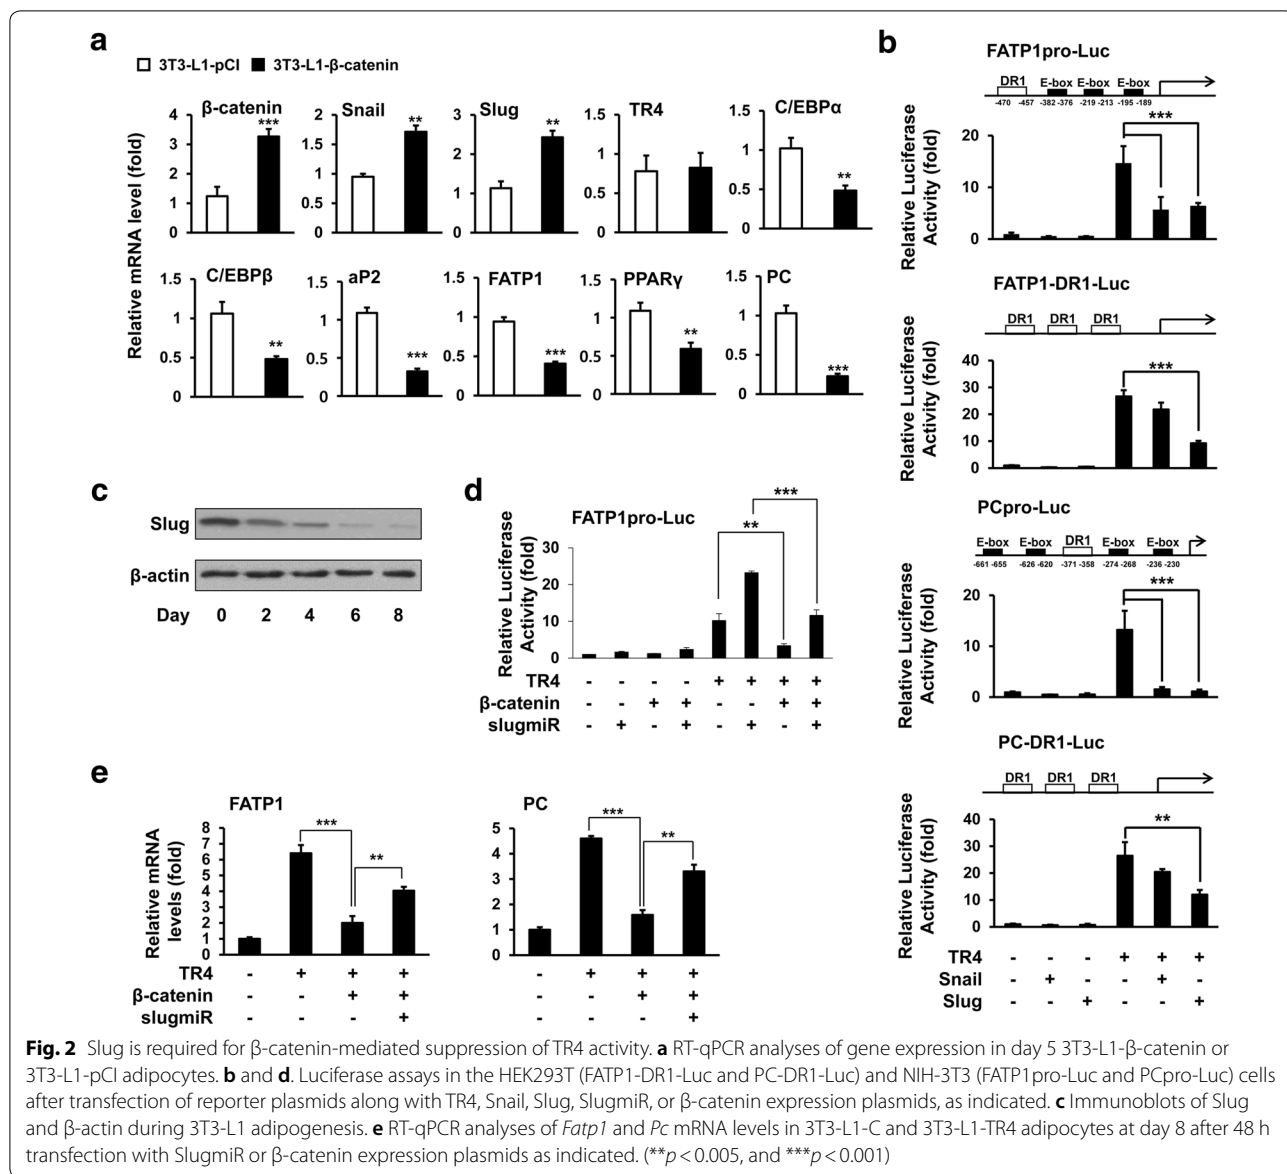 a
3T3-L1-pCI 3T3-L1-β-catenin
Relative mRNA level (fold)
β-catenin
4
3
2
1
0
***
Snail
2
1.5
1
0.5
0
**
Slug
3
2
1
0
**
TR4
1.5
1
0.5
0
C/EBPα
1.5
1
0.5
0
**
C/EBPβ
1.5
1
0.5
0
**
aP2
1.5
1
0.5
0
***
FATP1
1.5
1
0.5
0
***
PPARγ
1.5
1
0.5
0
**
PC
1.5
1
0.5
0
***
b
FATP1pro-Luc
DR1 E-box E-box E-box
-470 -457 -382 -376 -219 -213 -195 -189
Relative Luciferase
Activity (fold)
20
10
0
***
FATP1-DR1-Luc
DR1 DR1 DR1
Relative Luciferase
Activity (fold)
40
30
20
10
0
***
PCpro-Luc
E-box E-box DR1 E-box E-box
-661 -655 -626 -620 -371 -358 -274 -268 -236 -230
Relative Luciferase
Activity (fold)
20
10
0
***
PC-DR1-Luc
DR1 DR1 DR1
Relative Luciferase
Activity (fold)
40
30
20
10
0
**
TR4 - - - + + +
Snail - + - - + -
Slug - - + - - +
c
Slug
β-actin
Day 0 2 4 6 8
d
FATP1pro-Luc
Relative Luciferase
Activity (fold)
30
20
10
0
**
***
TR4 - - - - + + + +
β-catenin - - + + - - + +
slugmiR - + - + - + - +
e
FATP1
Relative mRNA
levels (fold)
8
7
6
5
4
3
2
1
0
***
**
TR4 - + + +
β-catenin - - + +
slugmiR - - - +
PC
5
4
3
2
1
0
***
**
- + + +
- - + +
- - - +
Fig. 2 Slug is required for β-catenin-mediated suppression of TR4 activity. a RT-qPCR analyses of gene expression in day 5 3T3-L1-β-catenin or
3T3-L1-pCI adipocytes. b and d. Luciferase assays in the HEK293T (FATP1-DR1-Luc and PC-DR1-Luc) and NIH-3T3 (FATP1pro-Luc and PCpro-Luc) cells
after transfection of reporter plasmids along with TR4, Snail, Slug, SlugmiR, or β-catenin expression plasmids, as indicated. c Immunoblots of Slug
and β-actin during 3T3-L1 adipogenesis. e RT-qPCR analyses of Fatp1 and Pc mRNA levels in 3T3-L1-C and 3T3-L1-TR4 adipocytes at day 8 after 48 h
transfection with SlugmiR or β-catenin expression plasmids as indicated. (**p < 0.005, and ***p < 0.001)